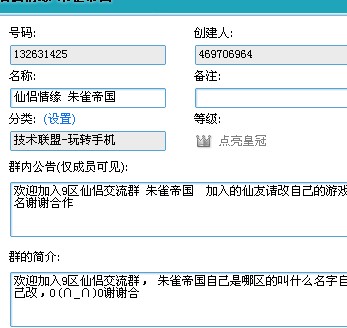 号码: 创建人:
132631425 469706964
名称: 备注:
仙侣情缘 朱雀帝国
分类: (设置) 等级:
技术联盟-玩转手机 点亮皇冠
群内公告(仅成员可见):
欢迎加入9区仙侣交流群 朱雀帝国 加入的仙友请改自己的游戏
名谢谢合作
群的简介:
欢迎加入9区仙侣交流群, 朱雀帝国自己是哪区的叫什么名字自
己改,O(∩_∩)O谢谢合